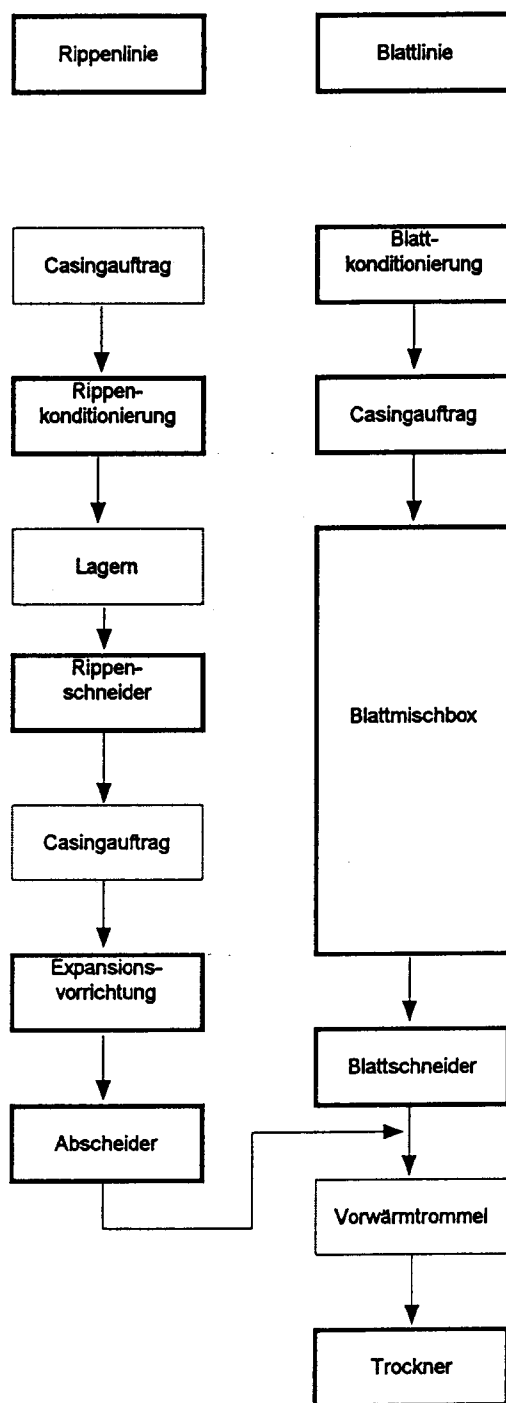 Rippenlinie
Blattlinie
Casingauftrag
Rippen-
konditionierung
Lagern
Rippen-
schneider
Casingauftrag
Expansions-
vorrichtung
Abscheider
Blatt-
konditionierung
Casingauftrag
Blattmischbox
Blattschneider
Vorwärmtrommel
Trockner